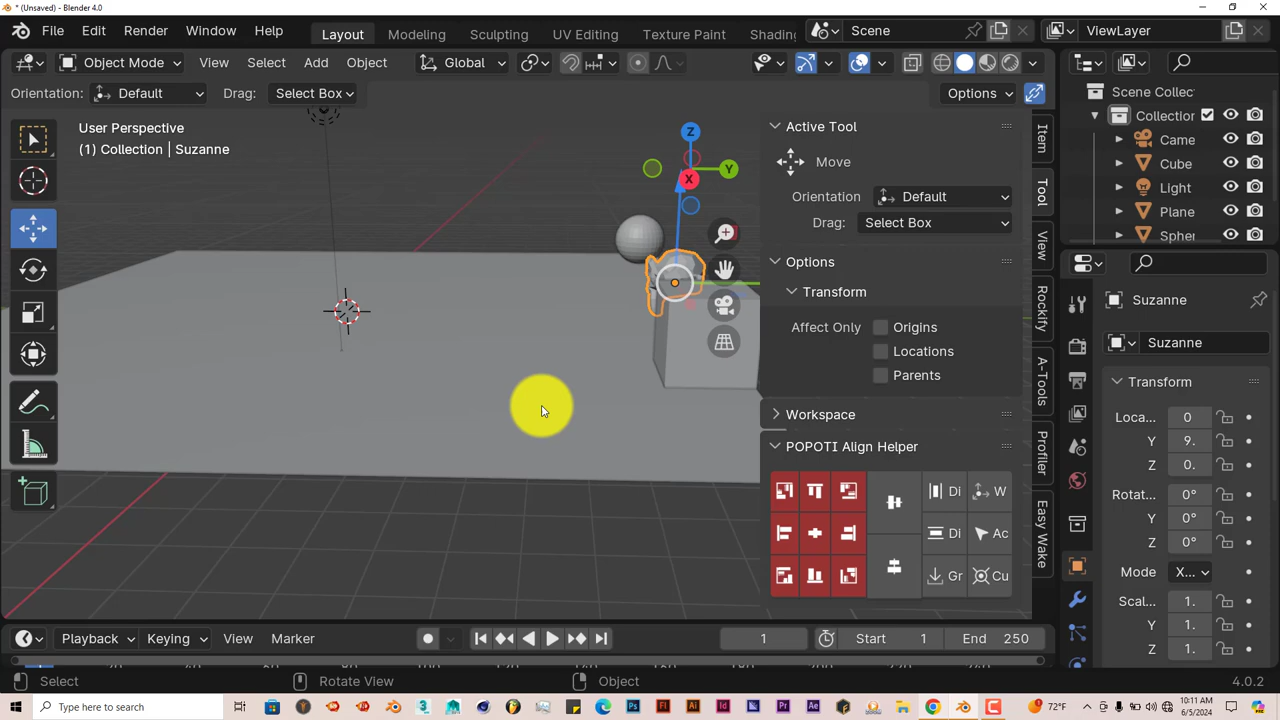 * (Unsaved) - Blender 4.0
File Edit Render Window Help Layout Modeling Sculpting UV Editing Texture Paint Shading Scene ViewLayer
Object Mode View Select Add Object Global
Orientation: Default Drag: Select Box Options
User Perspective
(1) Collection | Suzanne
Z
Y
X
Active Tool
Move
Orientation Default
Drag: Select Box
Options
Transform
Affect Only Origins
Locations
Parents
Workspace
POPOTI Align Helper
Di W
Di Ac
Gr Cu
Item
Tool
View
Rockify
A-Tools
Profiler
Easy Wake
Scene Collec
Collection
Came
Cube
Light
Plane
Spher
Suzanne
Suzanne
Transform
Loca... 0
Y 9.
Z 0.
Rotat... 0°
Y 0°
Z 0°
Mode X...
Scal... 1.
Y 1.
Z 1.
Playback Keying View Marker 1 Start 1 End 250
Select Rotate View Object 4.0.2
Type here to search
72°F
10:11 AM
6/5/2024